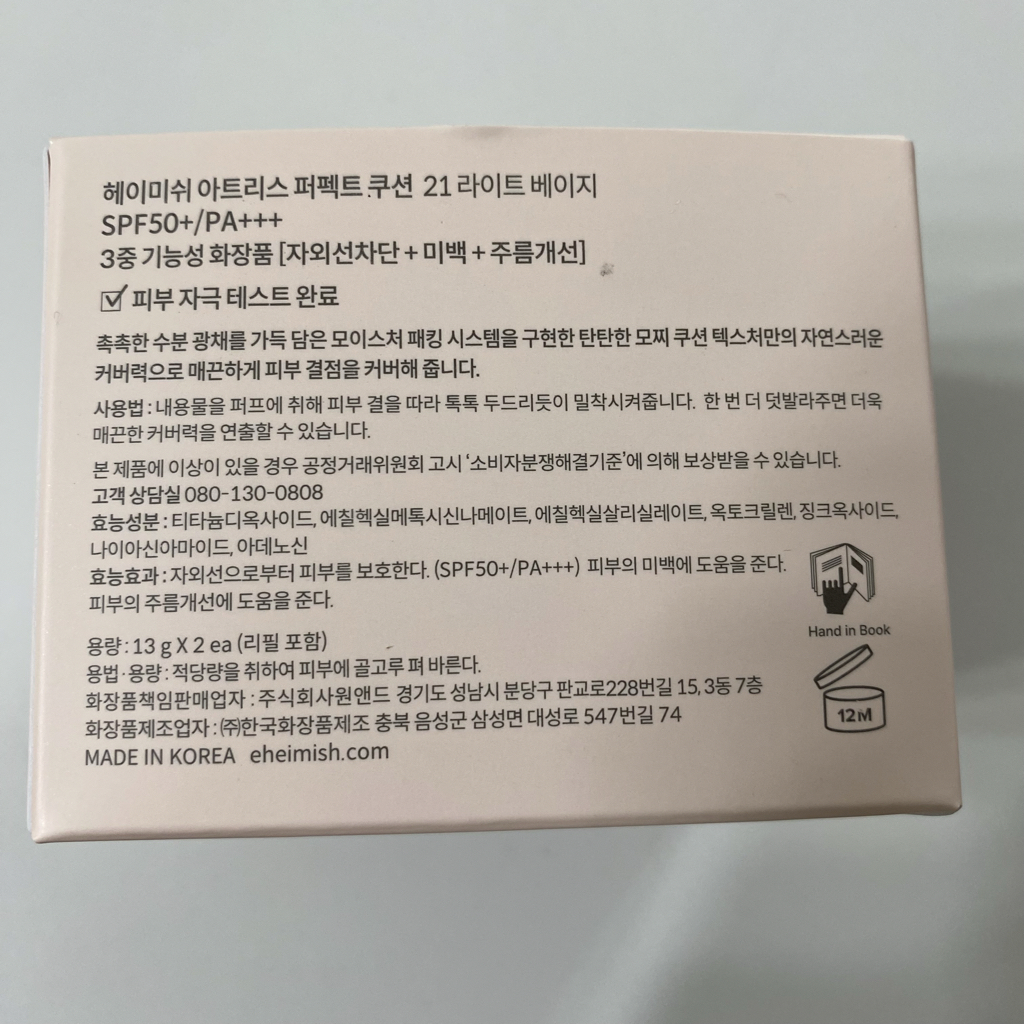 헤이미쉬 아트리스 퍼펙트 쿠션 21 라이트 베이지
SPF50+/PA+++
3중 기능성 화장품 [자외선차단 + 미백 + 주름개선]
피부 자극 테스트 완료
촉촉한 수분 광채를 가득 담은 모이스처 패킹 시스템을 구현한 탄탄한 모찌 쿠션 텍스처만의 자연스러운
커버력으로 매끈하게 피부 결점을 커버해 줍니다.
사용법 : 내용물을 퍼프에 취해 피부 결을 따라 톡톡 두드리듯이 밀착시켜줍니다. 한 번 더 덧발라주면 더욱
매끈한 커버력을 연출할 수 있습니다.
본 제품에 이상이 있을 경우 공정거래위원회 고시 '소비자분쟁해결기준'에 의해 보상받을 수 있습니다.
고객 상담실 080-130-0808
효능성분 : 티타늄디옥사이드, 에칠헥실메톡시신나메이트, 에칠헥실살리실레이트, 옥토크릴렌, 징크옥사이드,
나이아신아마이드, 아데노신
효능효과 : 자외선으로부터 피부를 보호한다. (SPF50+/PA+++) 피부의 미백에 도움을 준다.
피부의 주름개선에 도움을 준다.
Hand in Book
용량 : 13 g X 2 ea (리필 포함)
용법·용량 : 적당량을 취하여 피부에 골고루 펴 바른다.
화장품책임판매업자 : 주식회사원앤드 경기도 성남시 분당구 판교로228번길 15, 3동 7층
화장품제조업자 : ㈜한국화장품제조 충북 음성군 삼성면 대성로 547번길 74
12M
MADE IN KOREA eheimish.com